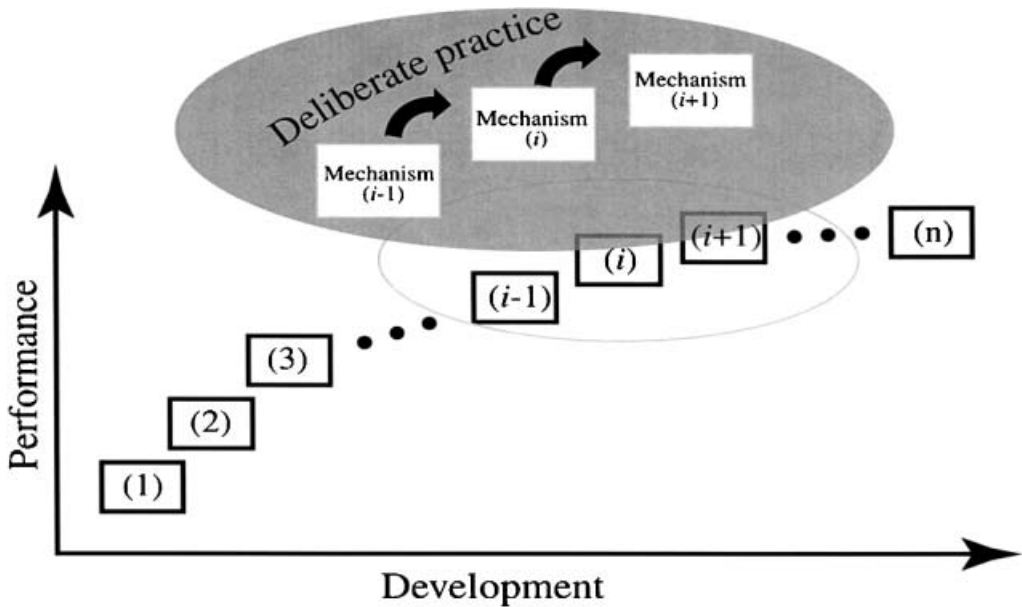 Deliberate practice
Mechanism
(i-1)
Mechanism
(i)
Mechanism
(i+1)
Performance
(1)
(2)
(3)
(i-1)
(i)
(i+1)
(n)
Development